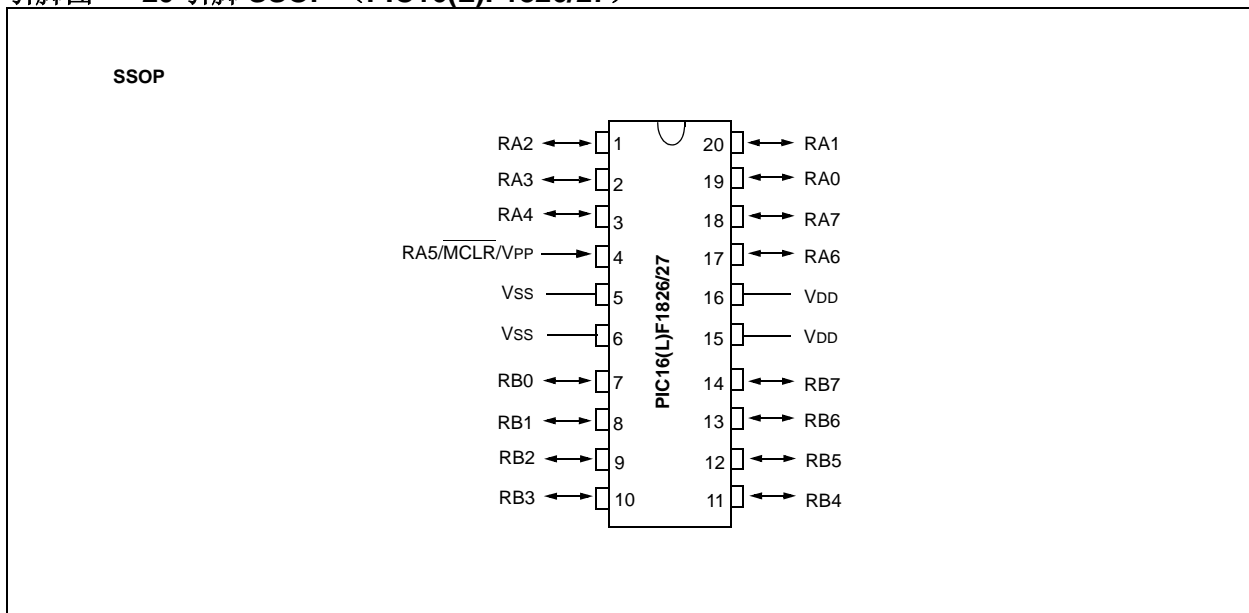 SSOP
RA2 1 20 RA1
RA3 2 19 RA0
RA4 3 18 RA7
RA5/MCLR/VPP 4 17 RA6
VSS 5 16 VDD
VSS 6 15 VDD
RB0 7 14 RB7
RB1 8 13 RB6
RB2 9 12 RB5
RB3 10 11 RB4
PIC16(L)F1826/27